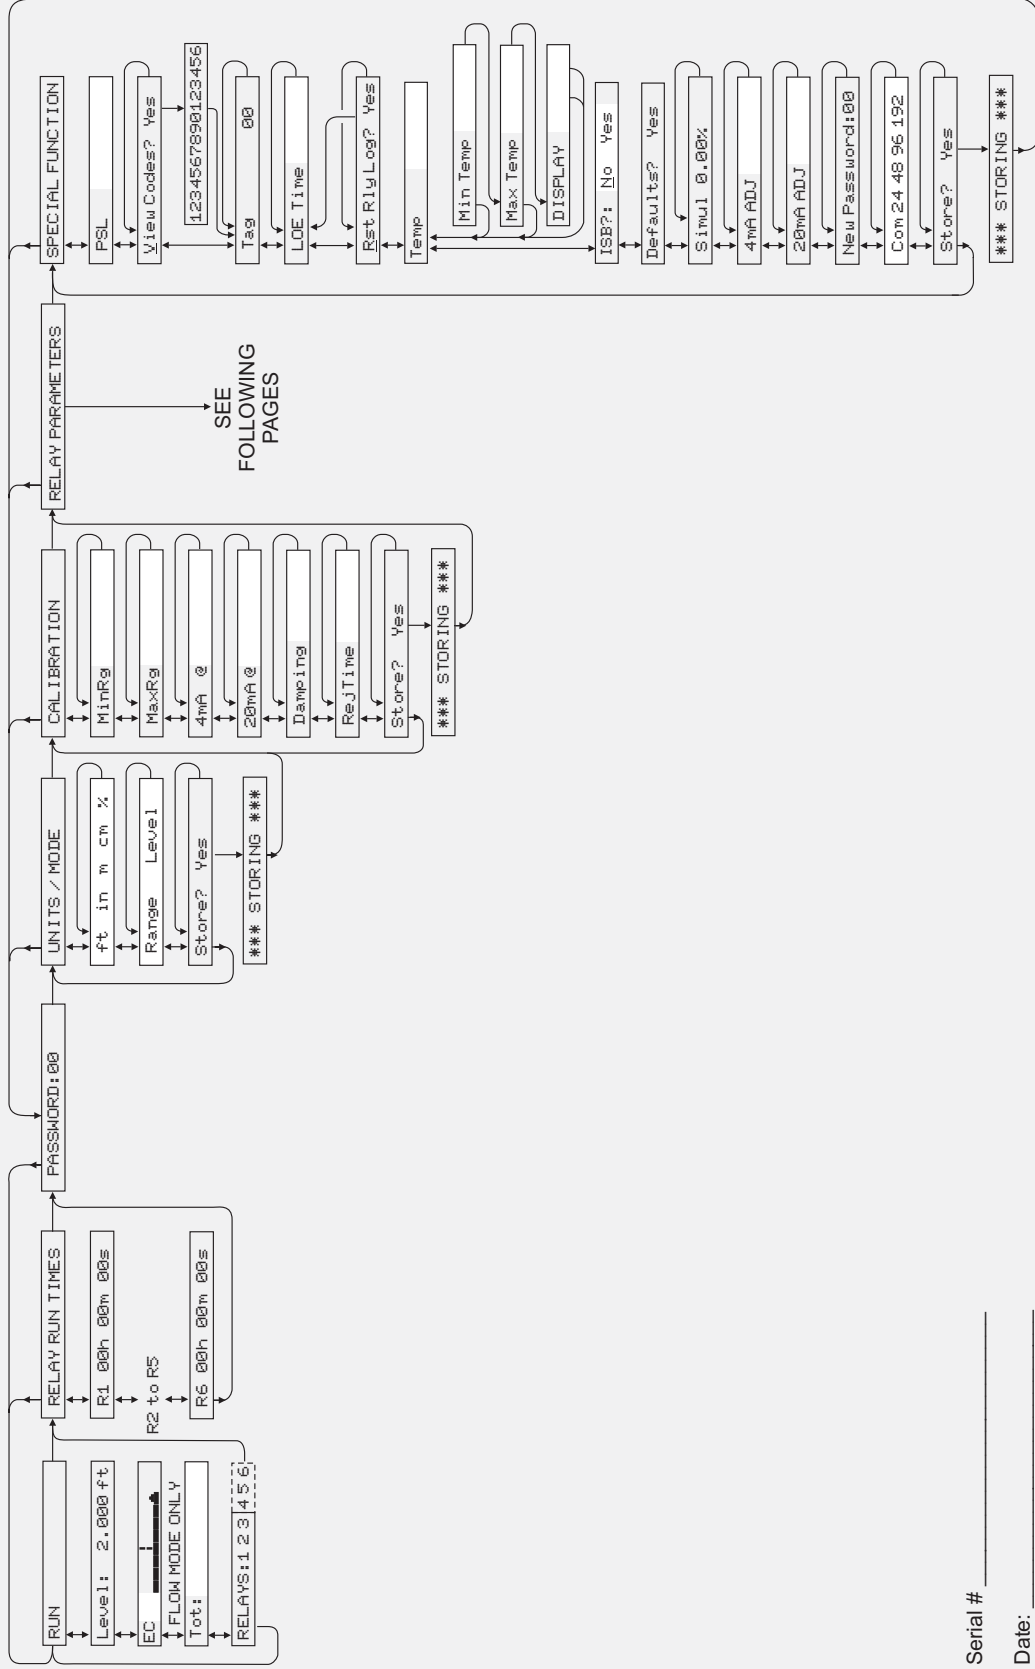 RUN
Level: 2.000 ft
EC
FLOW MODE ONLY
Tot:
RELAYS:1 2 3 4 5 6
RELAY RUN TIMES
R1 00h 00m 00s
R2 to R5
R6 00h 00m 00s
PASSWORD:00
UNITS / MODE
ft in m cm %
Range Level
Store? Yes
*** STORING ***
CALIBRATION
MinRg
MaxRg
4mA @
20mA @
Damping
RejTime
Store? Yes
*** STORING ***
RELAY PARAMETERS
SEE
FOLLOWING
PAGES
SPECIAL FUNCTION
PSL
View Codes? Yes
1234567890123456
Tag 00
LOE Time
Rst Rly Log? Yes
Temp
Min Temp
Max Temp
DISPLAY
ISB?: No Yes
Defaults? Yes
Simul 0.00%
4mA ADJ
20mA ADJ
New Password:00
Com 24 48 96 192
Store? Yes
*** STORING ***
Serial #
Date: